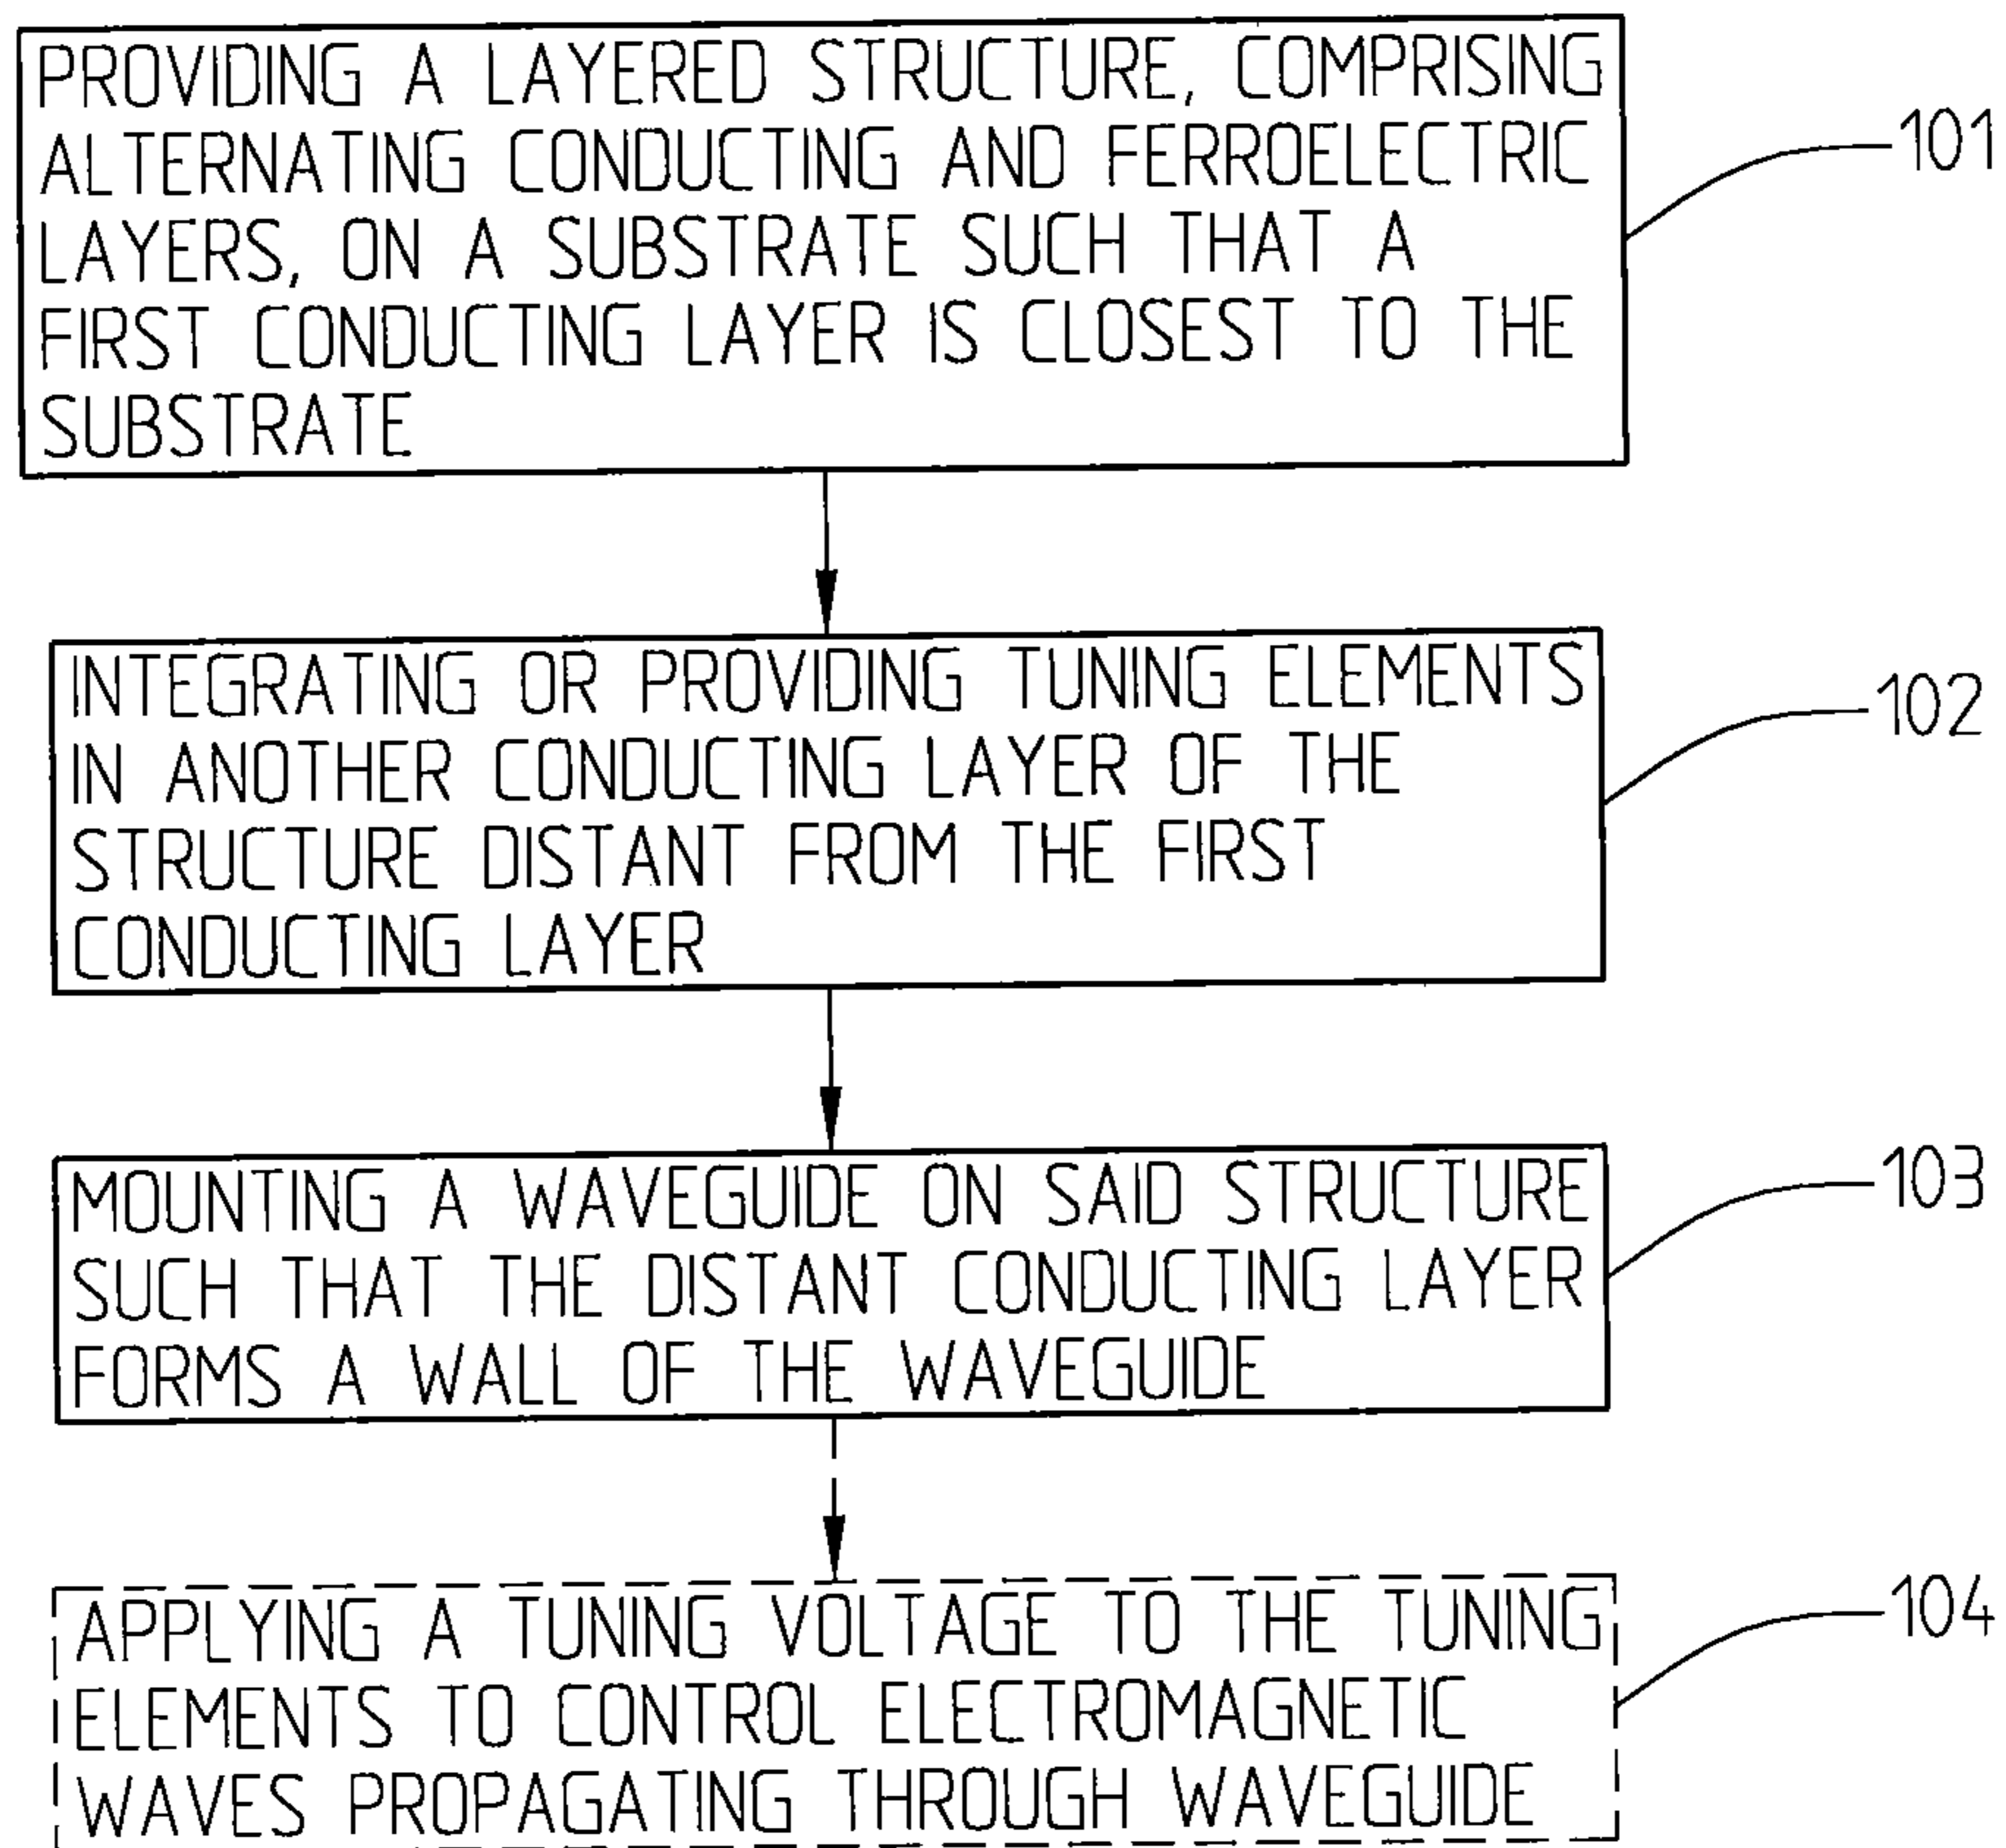 PROVIDING A LAYERED STRUCTURE, COMPRISING
ALTERNATING CONDUCTING AND FERROELECTRIC
LAYERS, ON A SUBSTRATE SUCH THAT A
FIRST CONDUCTING LAYER IS CLOSEST TO THE
SUBSTRATE
101
INTEGRATING OR PROVIDING TUNING ELEMENTS
IN ANOTHER CONDUCTING LAYER OF THE
STRUCTURE DISTANT FROM THE FIRST
CONDUCTING LAYER
102
MOUNTING A WAVEGUIDE ON SAID STRUCTURE
SUCH THAT THE DISTANT CONDUCTING LAYER
FORMS A WALL OF THE WAVEGUIDE
103
APPLYING A TUNING VOLTAGE TO THE TUNING
ELEMENTS TO CONTROL ELECTROMAGNETIC
WAVES PROPAGATING THROUGH WAVEGUIDE
104